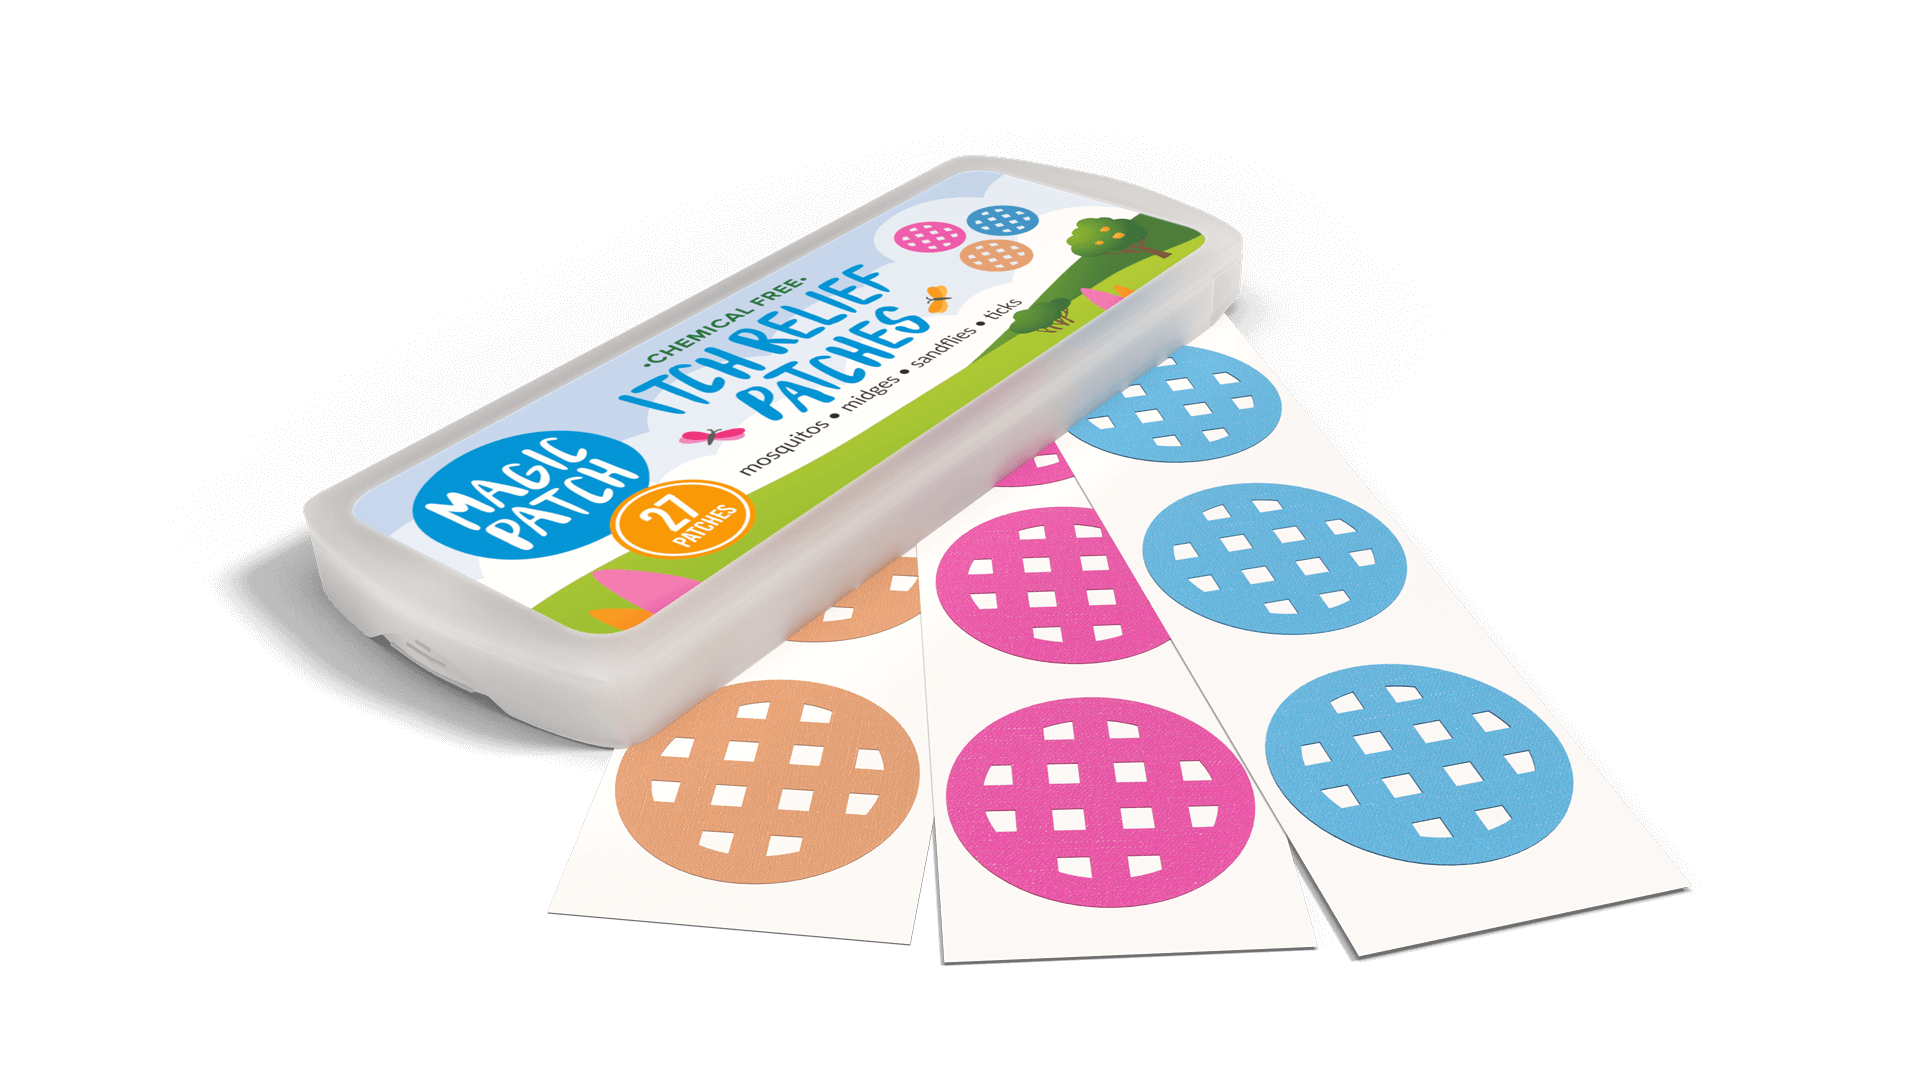 •CHEMICAL FREE•
ITCH RELIEF
PATCHES
mosquitos • midges • sandflies • ticks
MAGIC
PATCH
27
PATCHES